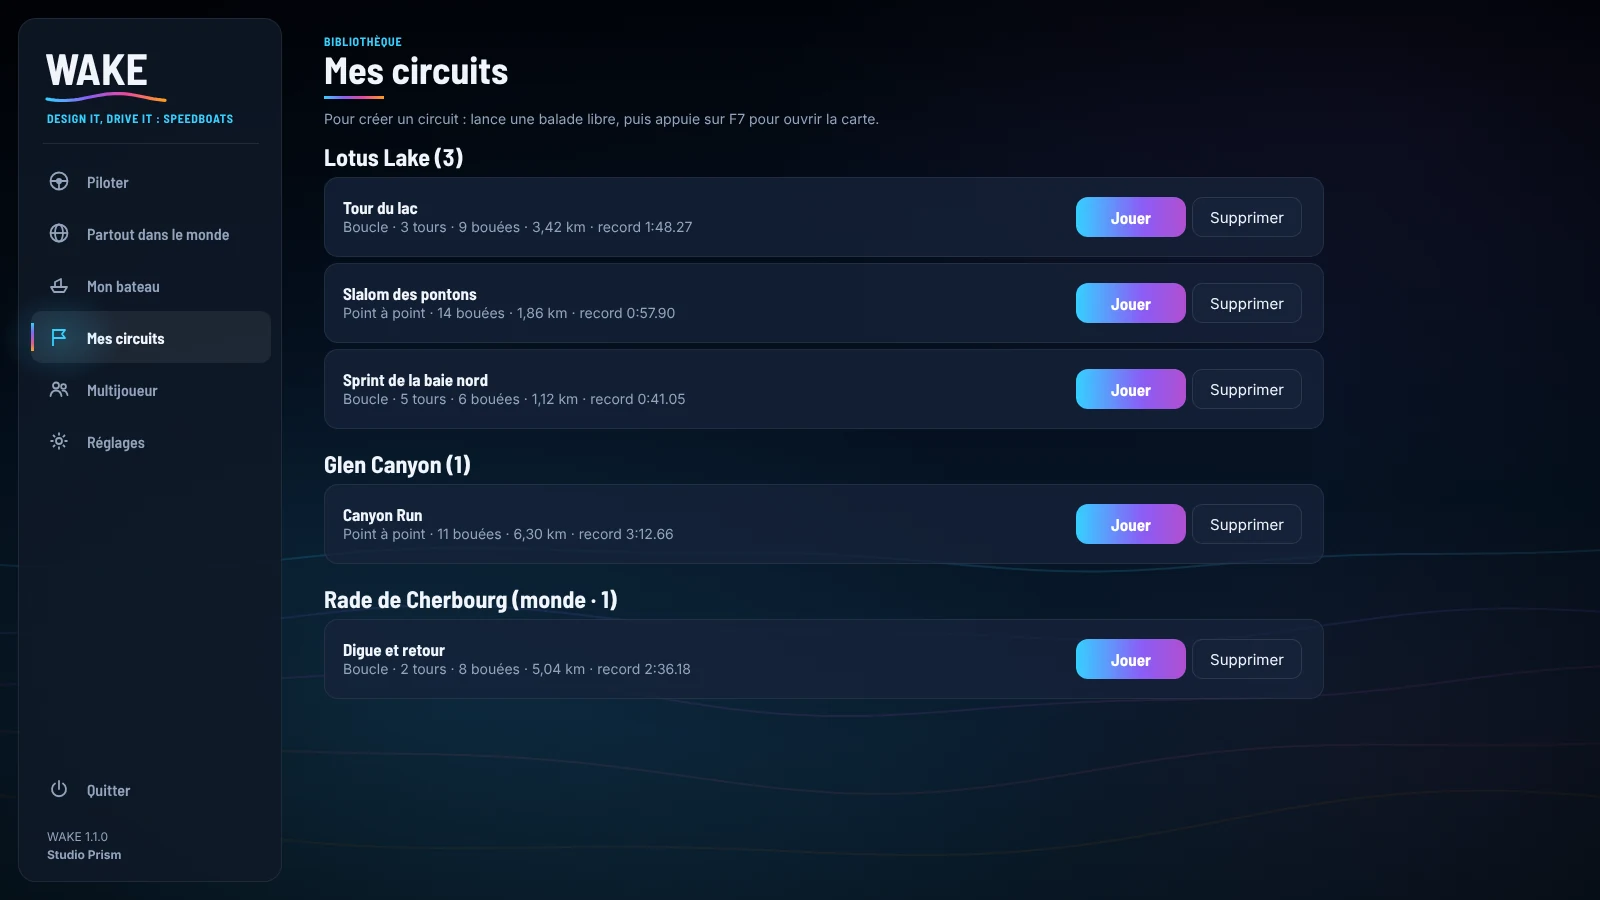 WAKE
DESIGN IT, DRIVE IT : SPEEDBOATS
Piloter
Partout dans le monde
Mon bateau
Mes circuits
Multijoueur
Réglages
Quitter
WAKE 1.1.0
Studio Prism
BIBLIOTHÈQUE
Mes circuits
Pour créer un circuit : lance une balade libre, puis appuie sur F7 pour ouvrir la carte.
Lotus Lake (3)
Tour du lac
Boucle · 3 tours · 9 bouées · 3,42 km · record 1:48.27
Jouer
Supprimer
Slalom des pontons
Point à point · 14 bouées · 1,86 km · record 0:57.90
Jouer
Supprimer
Sprint de la baie nord
Boucle · 5 tours · 6 bouées · 1,12 km · record 0:41.05
Jouer
Supprimer
Glen Canyon (1)
Canyon Run
Point à point · 11 bouées · 6,30 km · record 3:12.66
Jouer
Supprimer
Rade de Cherbourg (monde · 1)
Digue et retour
Boucle · 2 tours · 8 bouées · 5,04 km · record 2:36.18
Jouer
Supprimer